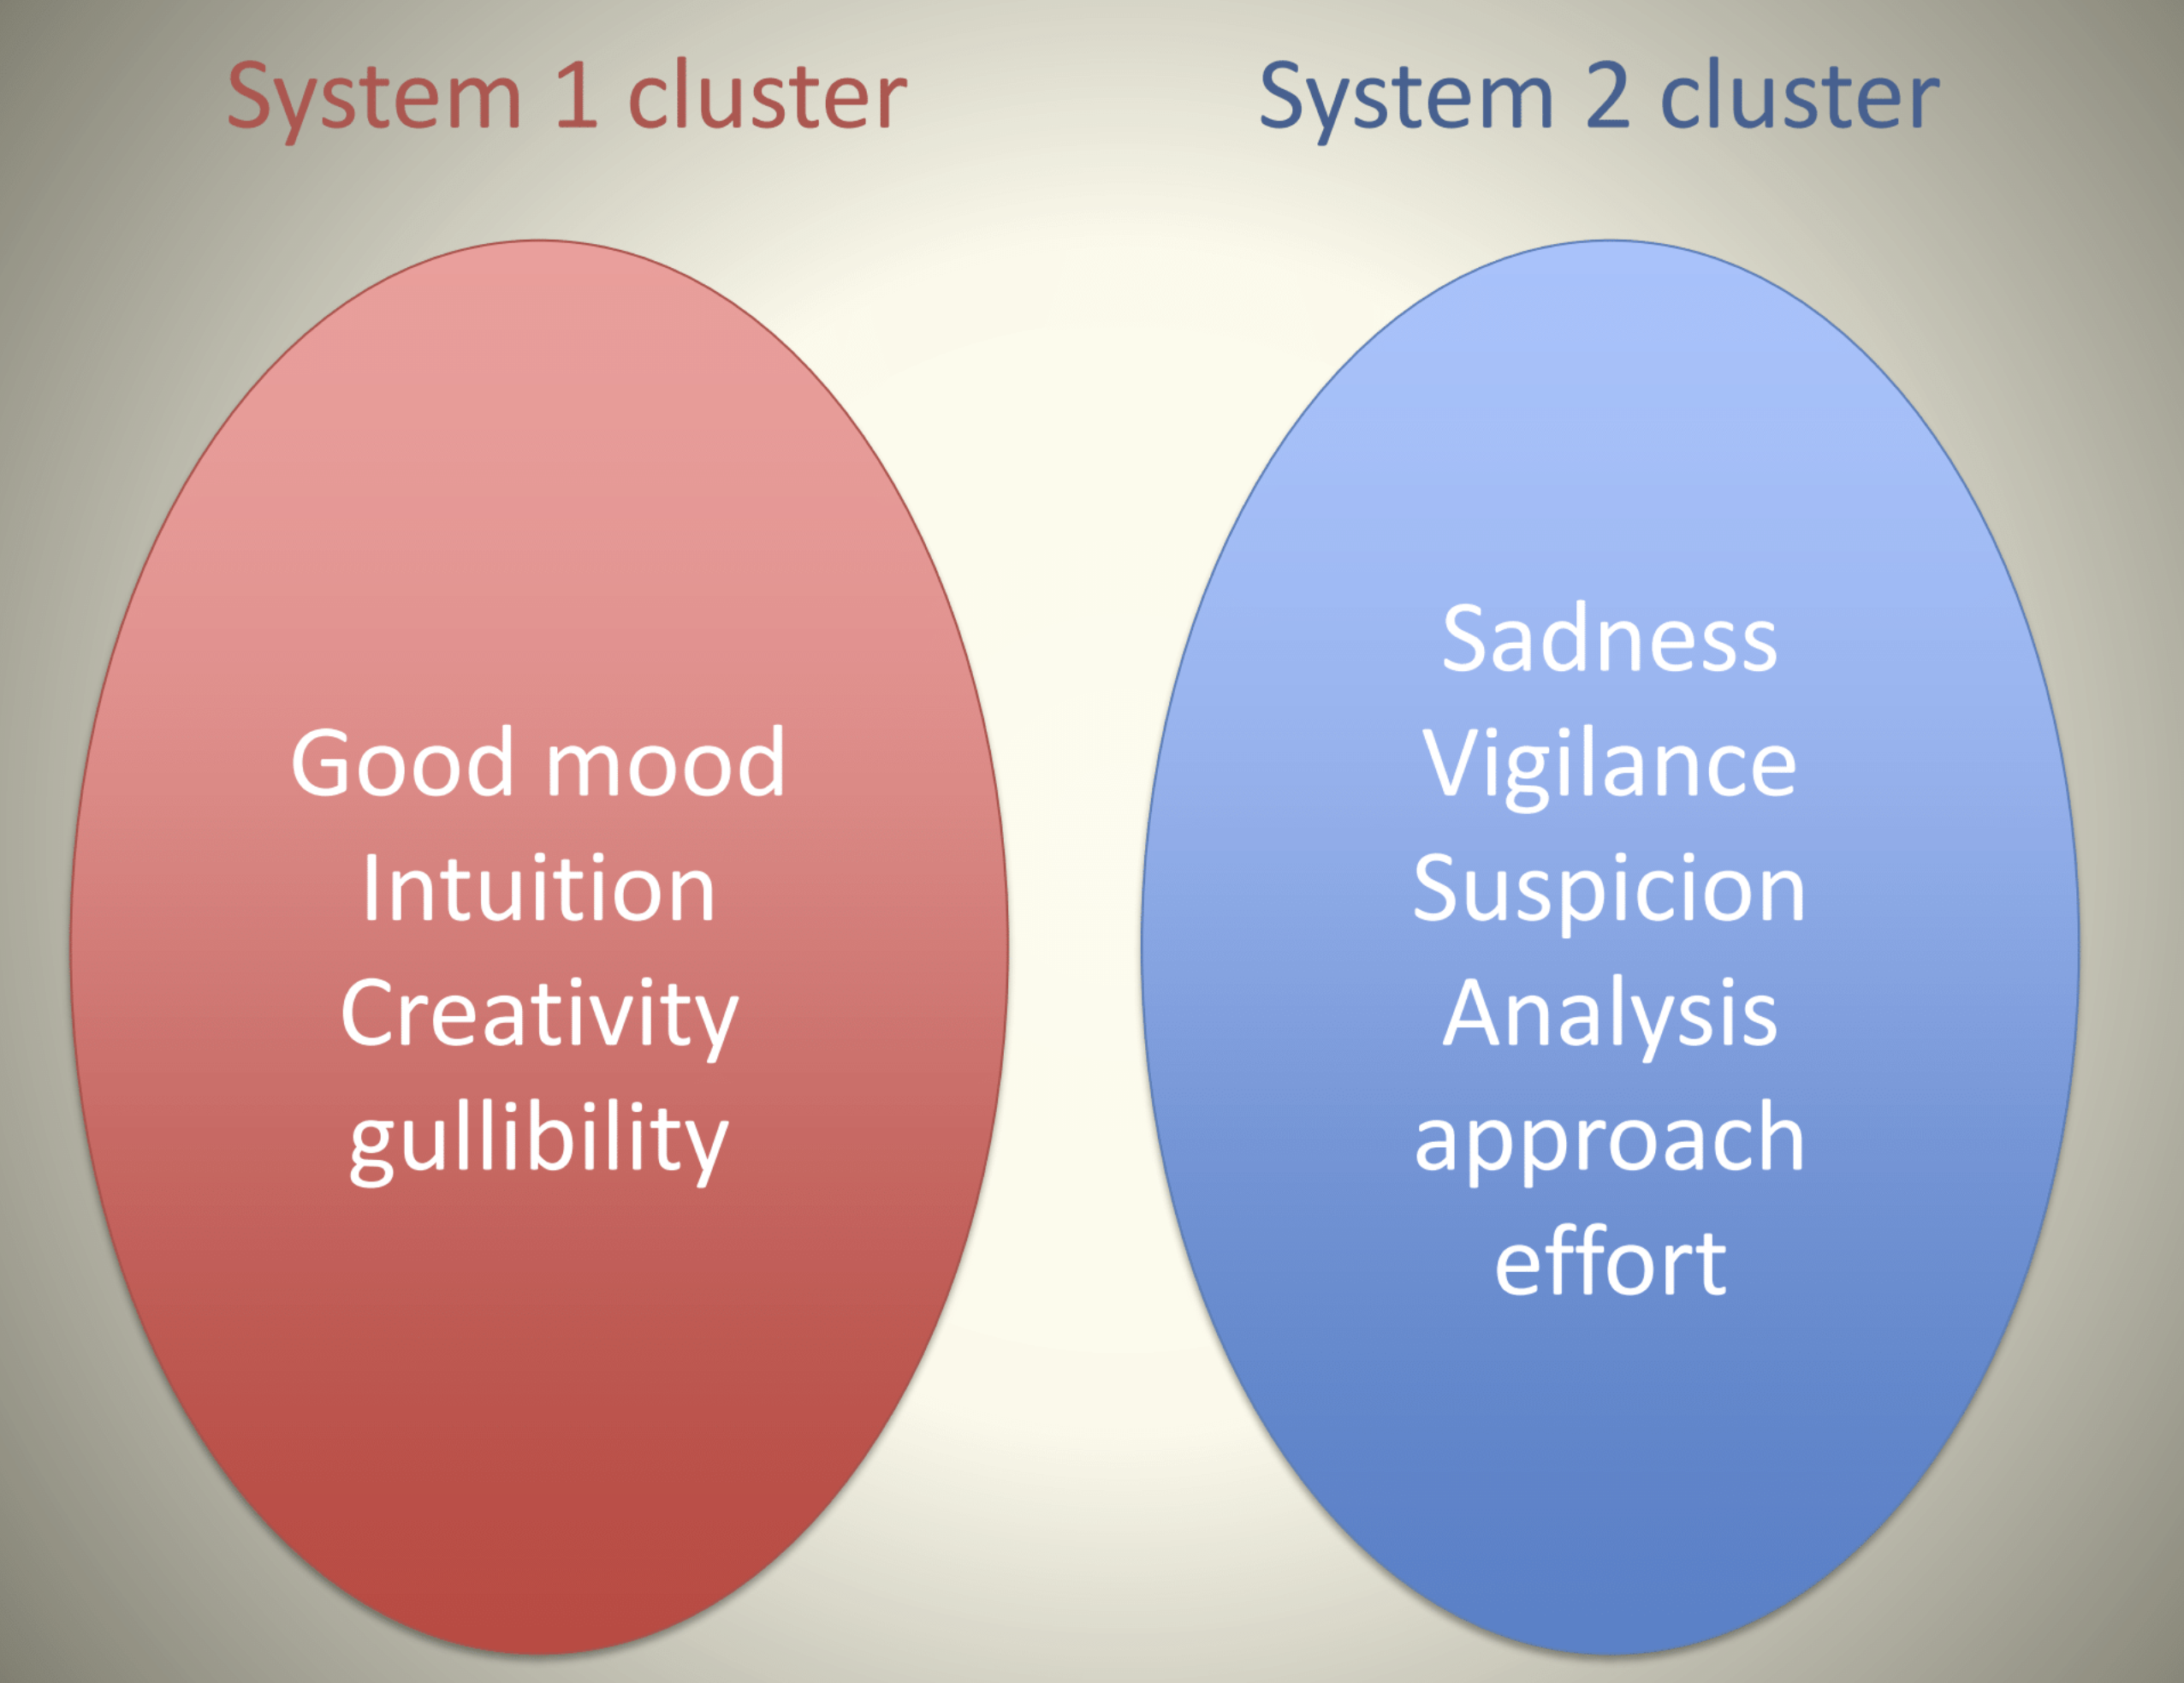 System 1 cluster
System 2 cluster
Good mood
Intuition
Creativity
gullibility
Sadness
Vigilance
Suspicion
Analysis
approach
effort